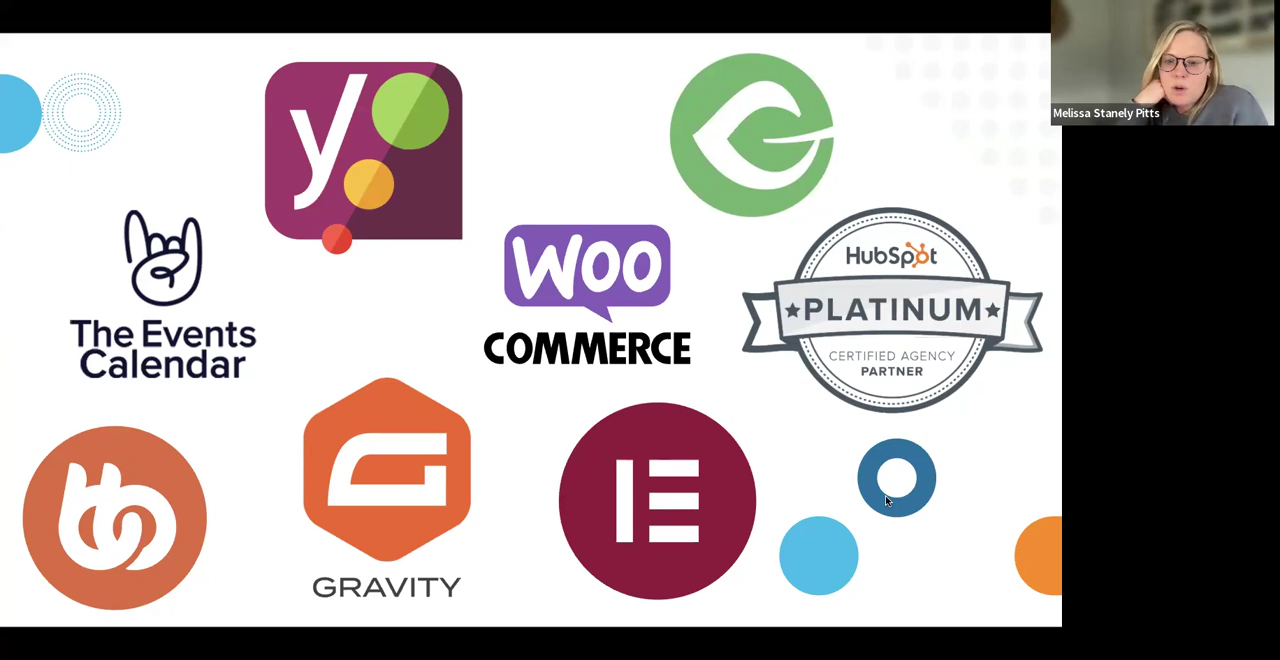 Melissa Stanely Pitts
y
The Events
Calendar
WOO
COMMERCE
HubSpot
PLATINUM
CERTIFIED AGENCY
PARTNER
GRAVITY